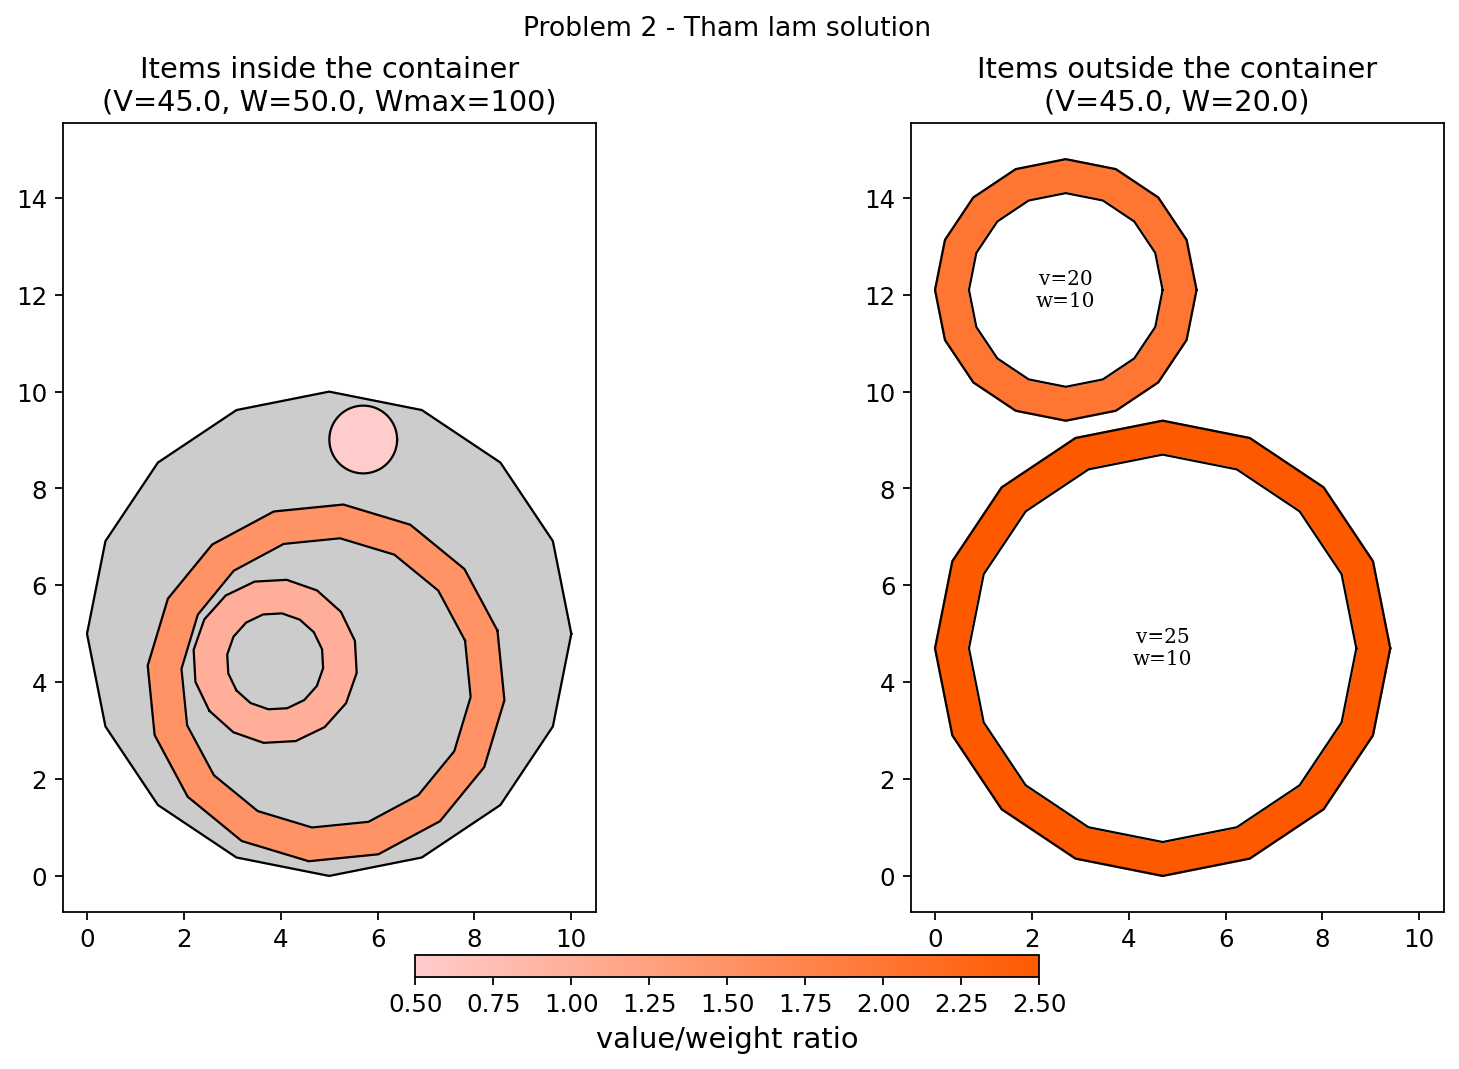 Problem 2 - Tham lam solution
Items inside the container
(V=45.0, W=50.0, Wmax=100)
14
12
10
8
6
4
2
0
0 2 4 6 8 10
Items outside the container
(V=45.0, W=20.0)
14
12
10
8
6
4
2
0
v=20
w=10
v=25
w=10
0 2 4 6 8 10
0.50 0.75 1.00 1.25 1.50 1.75 2.00 2.25 2.50
value/weight ratio